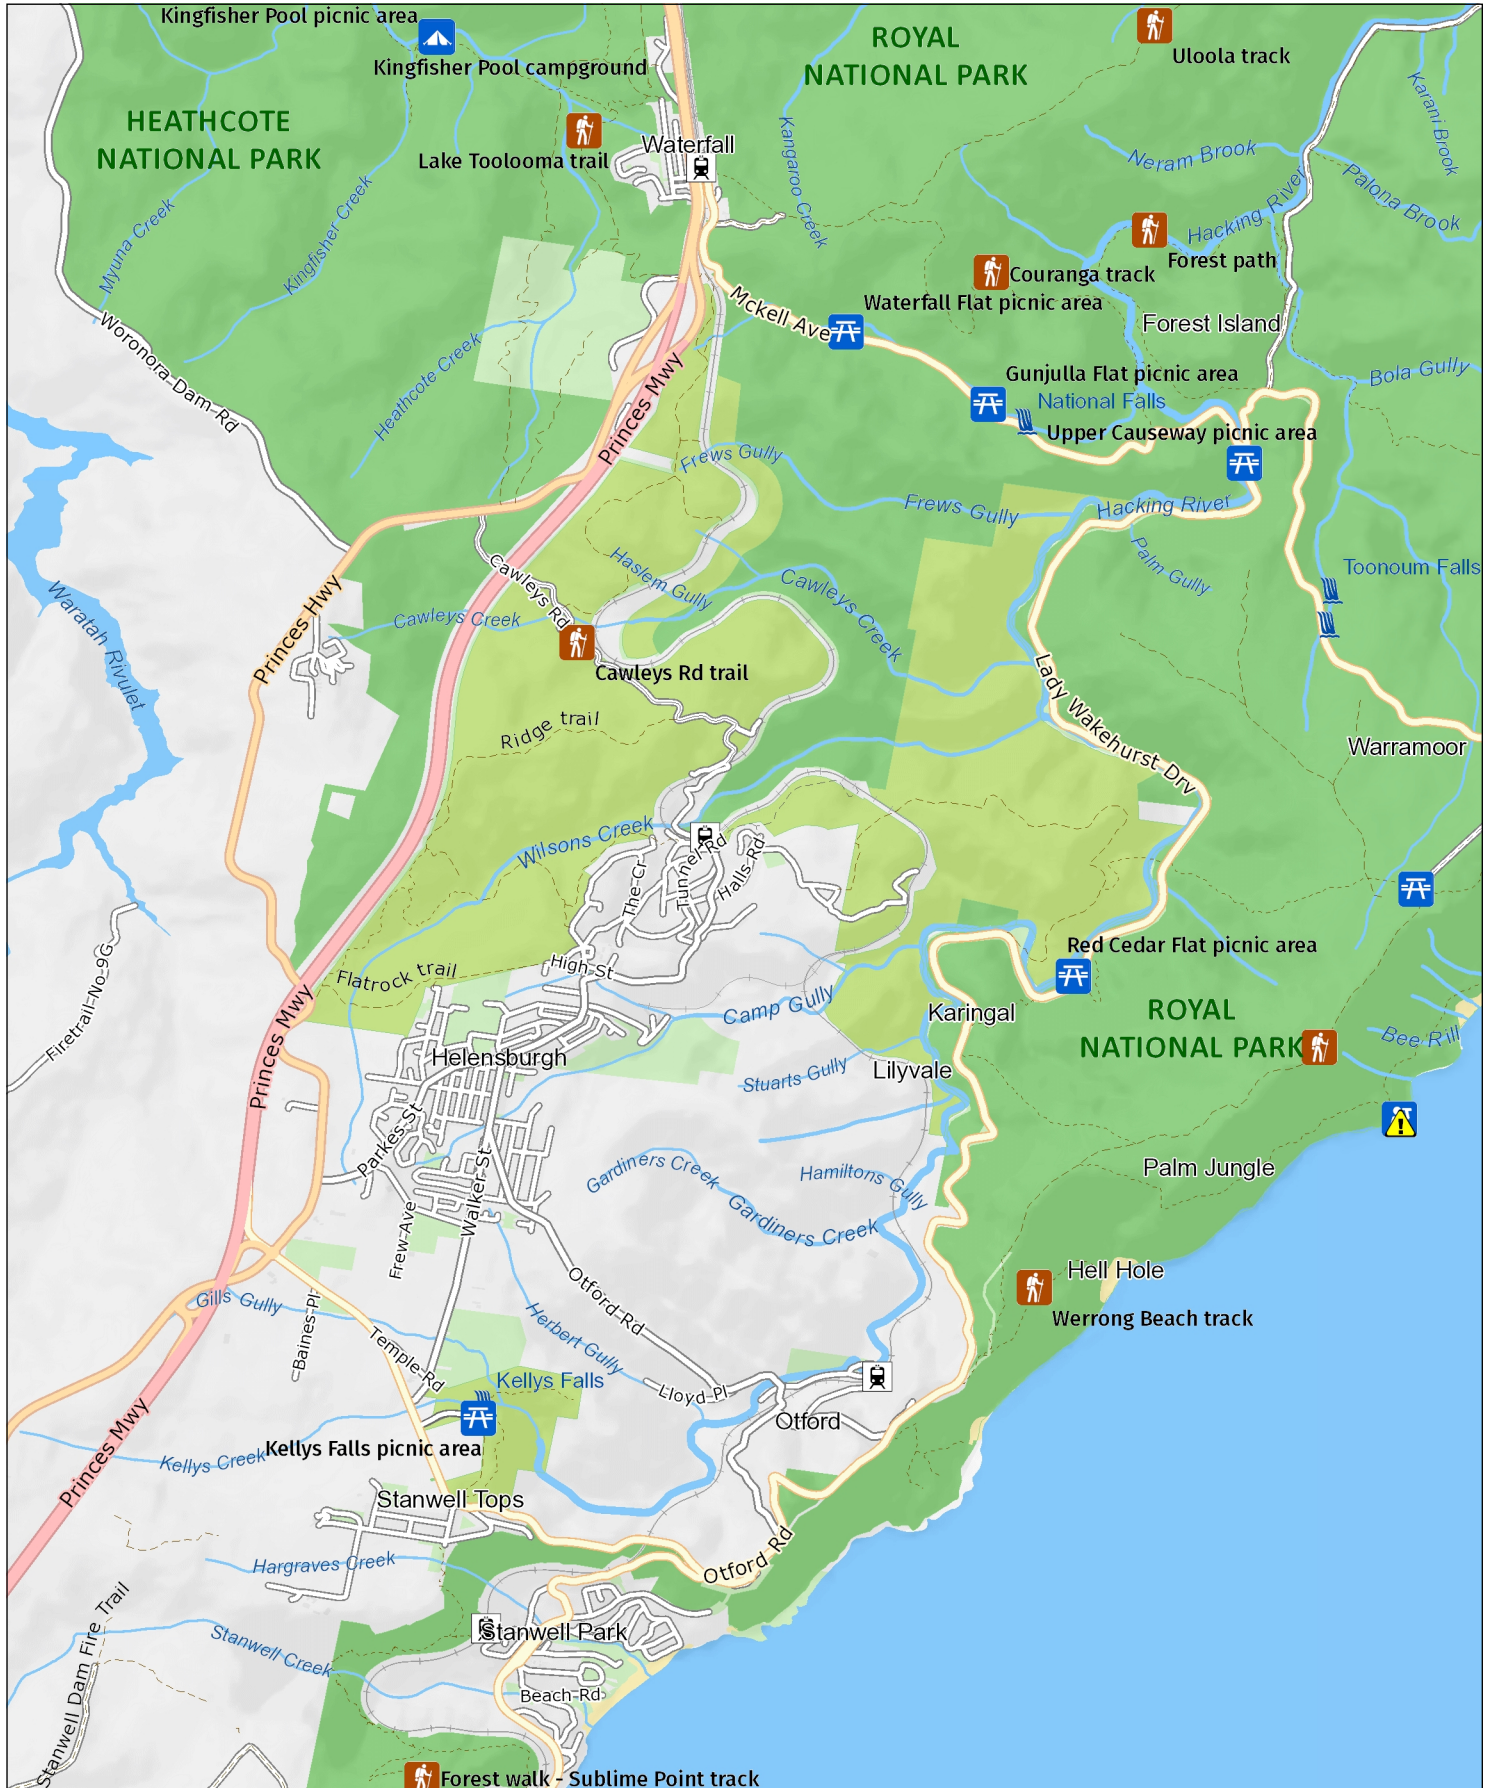 Kingfisher Pool picnic area
Kingfisher Pool campground
ROYAL
NATIONAL PARK
Uloola track
Karani Brook
HEATHCOTE
NATIONAL PARK
Lake Toolooma trail
Waterfall
Kangaroo Creek
Neram Brook
Palona Brook
Hacking River
Myuna Creek
Kingfisher Creek
Forest path
Couranga track
Waterfall Flat picnic area
Mckell Ave
Forest Island
Woronora Dam Rd
Heathcote Creek
Princes Mwy
Gunjulla Flat picnic area
Bola Gully
National Falls
Upper Causeway picnic area
Frews Gully
Frews Gully
Hacking River
Palm Gully
Toonoum Falls
Haslem Gully
Cawleys Rd
Cawleys Creek
Cawleys Creek
Princes Hwy
Waratah Rivulet
Cawleys Rd trail
Lady Wakehurst Drv
Ridge trail
Warramoor
Wilsons Creek
Tunnel Rd
The Cr
Halls Rd
Red Cedar Flat picnic area
High St
Flatrock trail
Firetrail No 9G
Camp Gully
Karingal
ROYAL
NATIONAL PARK
Bee Rill
Princes Mwy
Helensburgh
Stuarts Gully
Lilyvale
Parkes St
Walker St
Gardiners Creek
Hamiltons Gully
Palm Jungle
Gardiners Creek
Frew Ave
Hell Hole
Otford Rd
Gills Gully
Baines Pl
Werrong Beach track
Herbert Gully
Temple Rd
Kellys Falls
Lloyd Pl
Otford
Princes Mwy
Kellys Creek
Kellys Falls picnic area
Stanwell Tops
Otford Rd
Hargraves Creek
Stanwell Dam Fire Trail
Stanwell Park
Stanwell Creek
Beach Rd
Forest walk - Sublime Point track